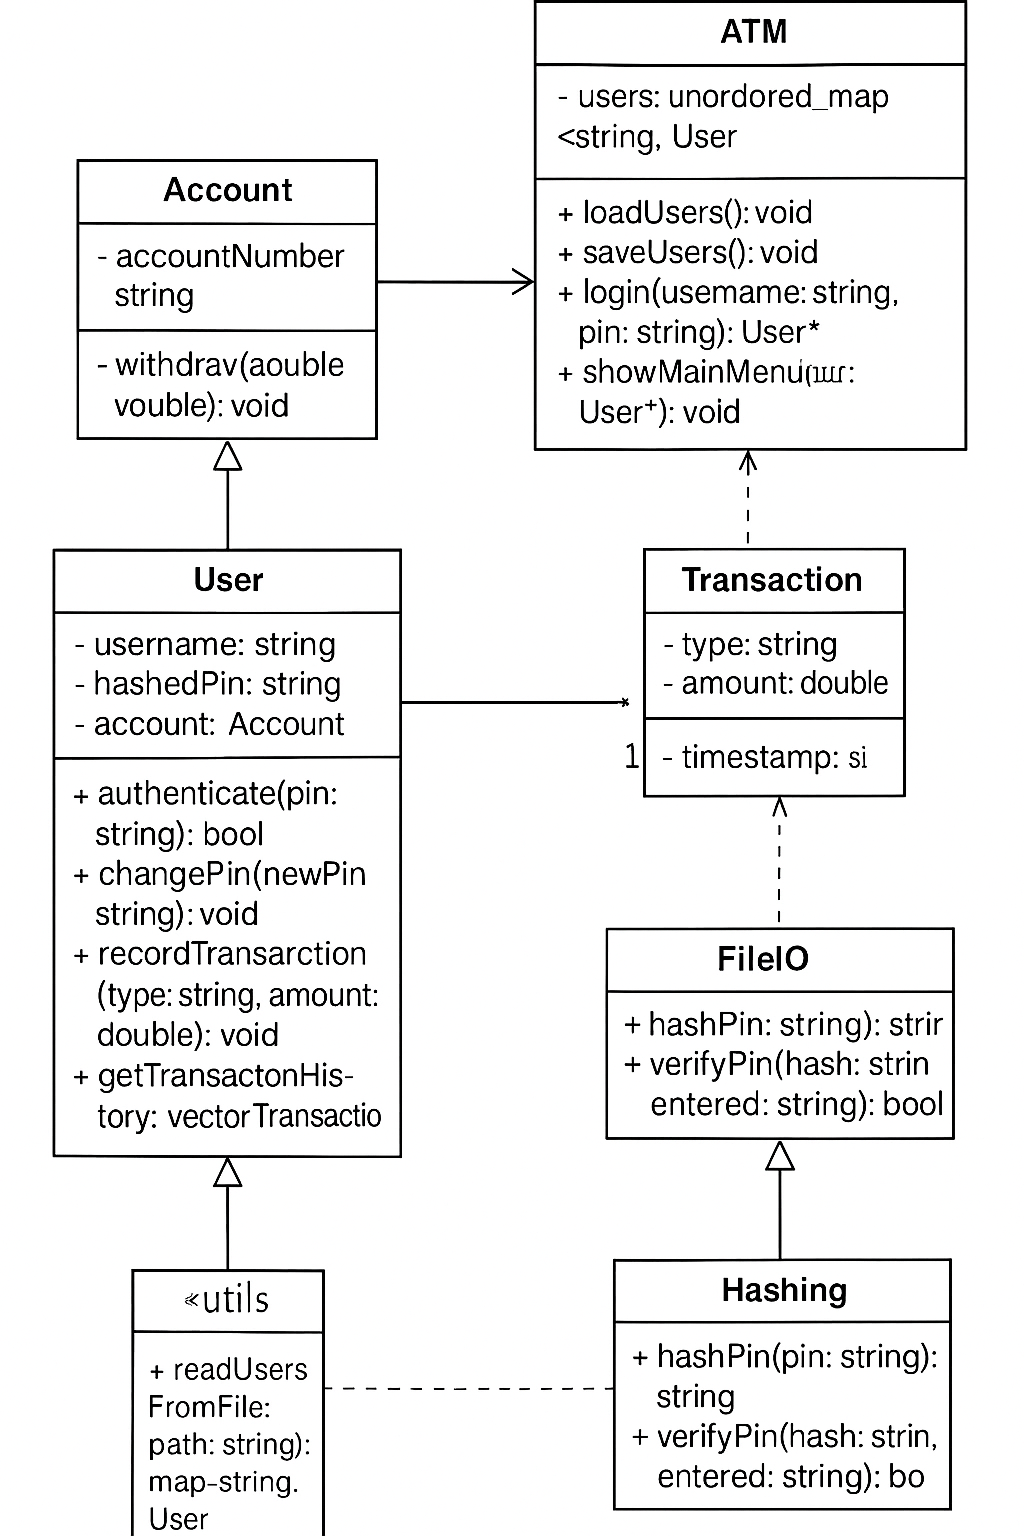 ATM
- users: unordored_map
<string, User
+ loadUsers(): void
+ saveUsers(): void
+ login(usemame: string,
pin: string): User*
+ showMainMenu(
User+): void
Account
- accountNumber
string
- withdrav(aouble
vouble): void
User
- username: string
- hashedPin: string
- account: Account
+ authenticate(pin:
string): bool
+ changePin(newPin
string): void
+ recordTransarction
(type: string, amount:
double): void
+ getTransactonHis-
tory: vectorTransactio
Transaction
- type: string
- amount: double
1
- timestamp: si
FileIO
+ hashPin: string): strir
+ verifyPin(hash: strin
entered: string): bool
«utils
+ readUsers
FromFile:
path: string):
map-string.
User
Hashing
+ hashPin(pin: string):
string
+ verifyPin(hash: strin,
entered: string): bo